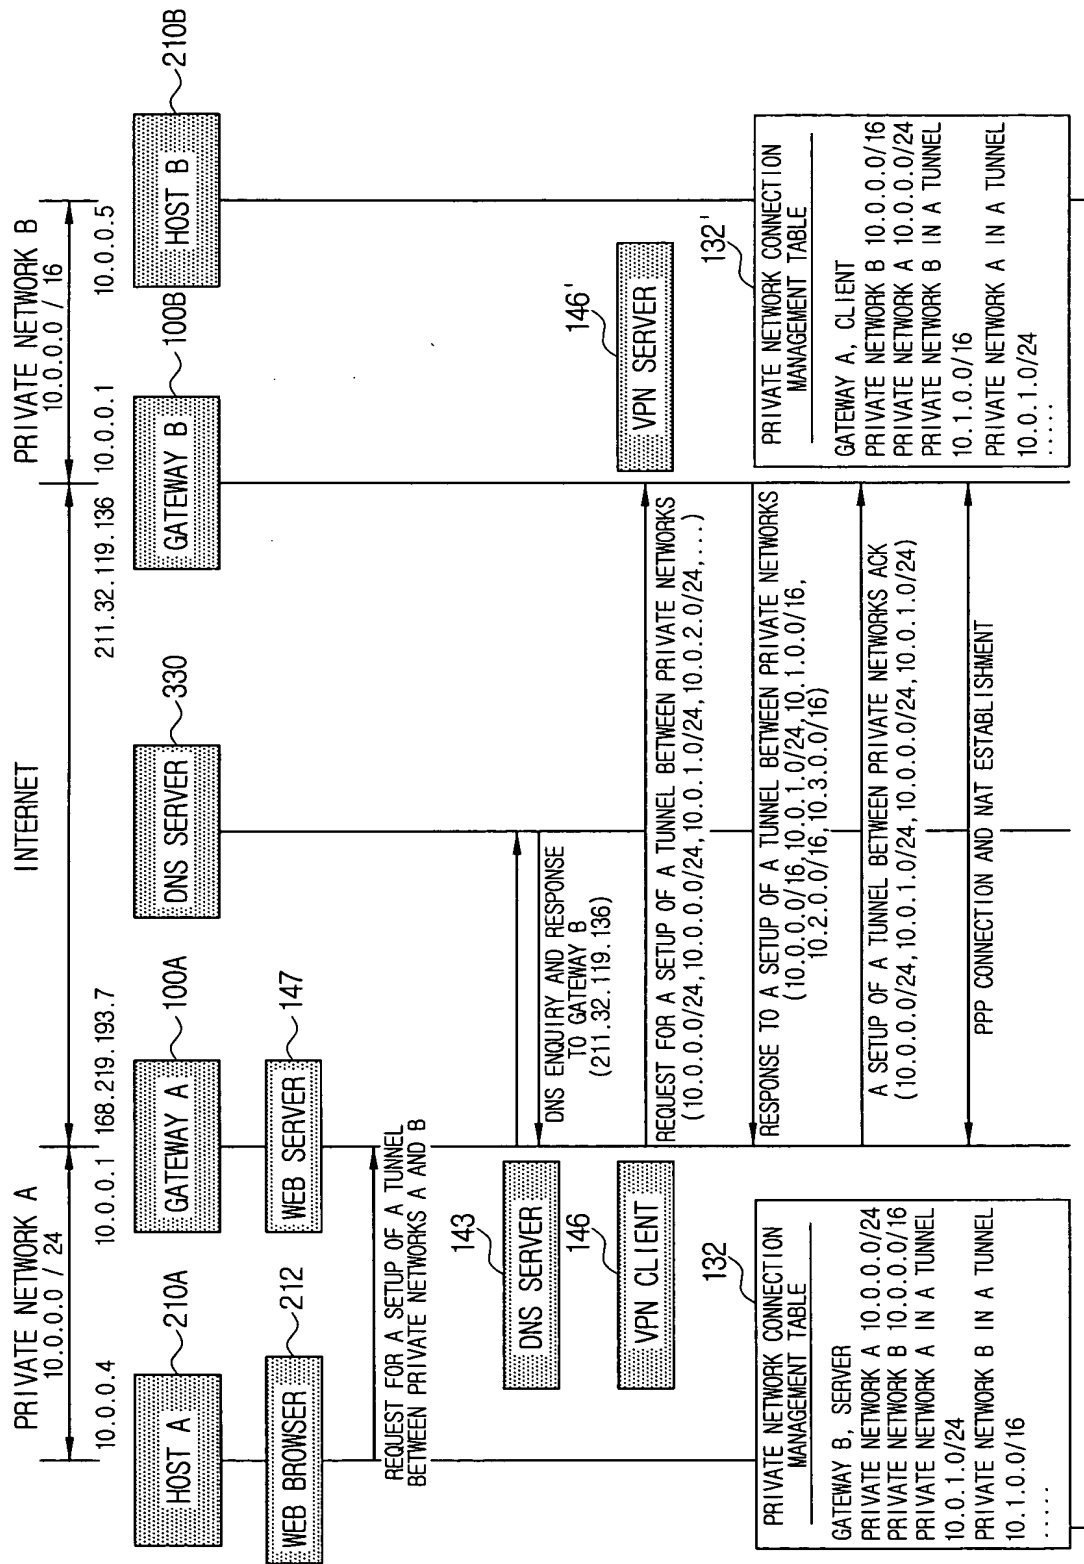 PRIVATE NETWORK A
10.0.0.0 / 24
INTERNET
PRIVATE NETWORK B
10.0.0.0 / 16
10.0.0.4
10.0.0.1
168.219.193.7
211.32.119.136
10.0.0.1
10.0.0.5
210A
100A
330
100B
210B
HOST A
GATEWAY A
DNS SERVER
GATEWAY B
HOST B
212
147
WEB BROWSER
WEB SERVER
REQUEST FOR A SETUP OF A TUNNEL
BETWEEN PRIVATE NETWORKS A AND B
143
DNS SERVER
DNS ENQUIRY AND RESPONSE
TO GATEWAY B
(211.32.119.136)
146
VPN CLIENT
146'
VPN SERVER
REQUEST FOR A SETUP OF A TUNNEL BETWEEN PRIVATE NETWORKS
(10.0.0.0/24,10.0.0.0/24,10.0.1.0/24,10.0.2.0/24,...)
RESPONSE TO A SETUP OF A TUNNEL BETWEEN PRIVATE NETWORKS
(10.0.0.0/16,10.0.1.0/24,10.1.0.0/16,
10.2.0.0/16,10.3.0.0/16)
A SETUP OF A TUNNEL BETWEEN PRIVATE NETWORKS ACK
(10.0.0.0/24,10.0.1.0/24,10.0.0.0/24,10.0.1.0/24)
PPP CONNECTION AND NAT ESTABLISHMENT
132
PRIVATE NETWORK CONNECTION
MANAGEMENT TABLE
GATEWAY B, SERVER
PRIVATE NETWORK A 10.0.0.0/24
PRIVATE NETWORK B 10.0.0.0/16
PRIVATE NETWORK A IN A TUNNEL
10.0.1.0/24
PRIVATE NETWORK B IN A TUNNEL
10.1.0.0/16
.....
132'
PRIVATE NETWORK CONNECTION
MANAGEMENT TABLE
GATEWAY A, CLIENT
PRIVATE NETWORK B 10.0.0.0/16
PRIVATE NETWORK A 10.0.0.0/24
PRIVATE NETWORK B IN A TUNNEL
10.1.0.0/16
PRIVATE NETWORK A IN A TUNNEL
10.0.1.0/24
.....